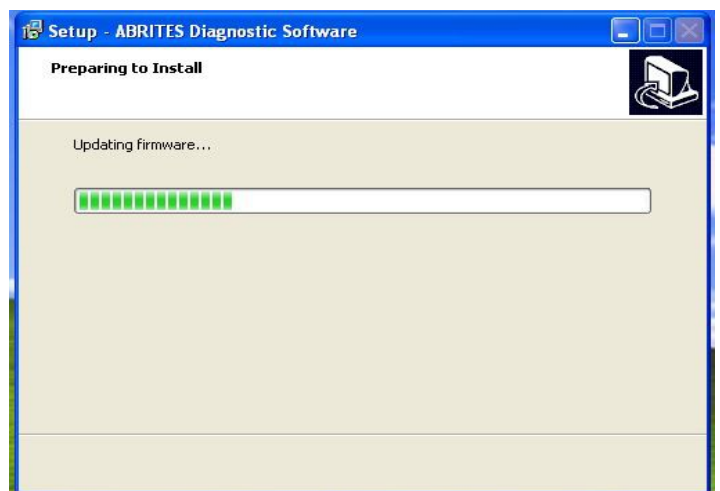 Setup - ABRITES Diagnostic Software
Preparing to Install
Updating firmware...